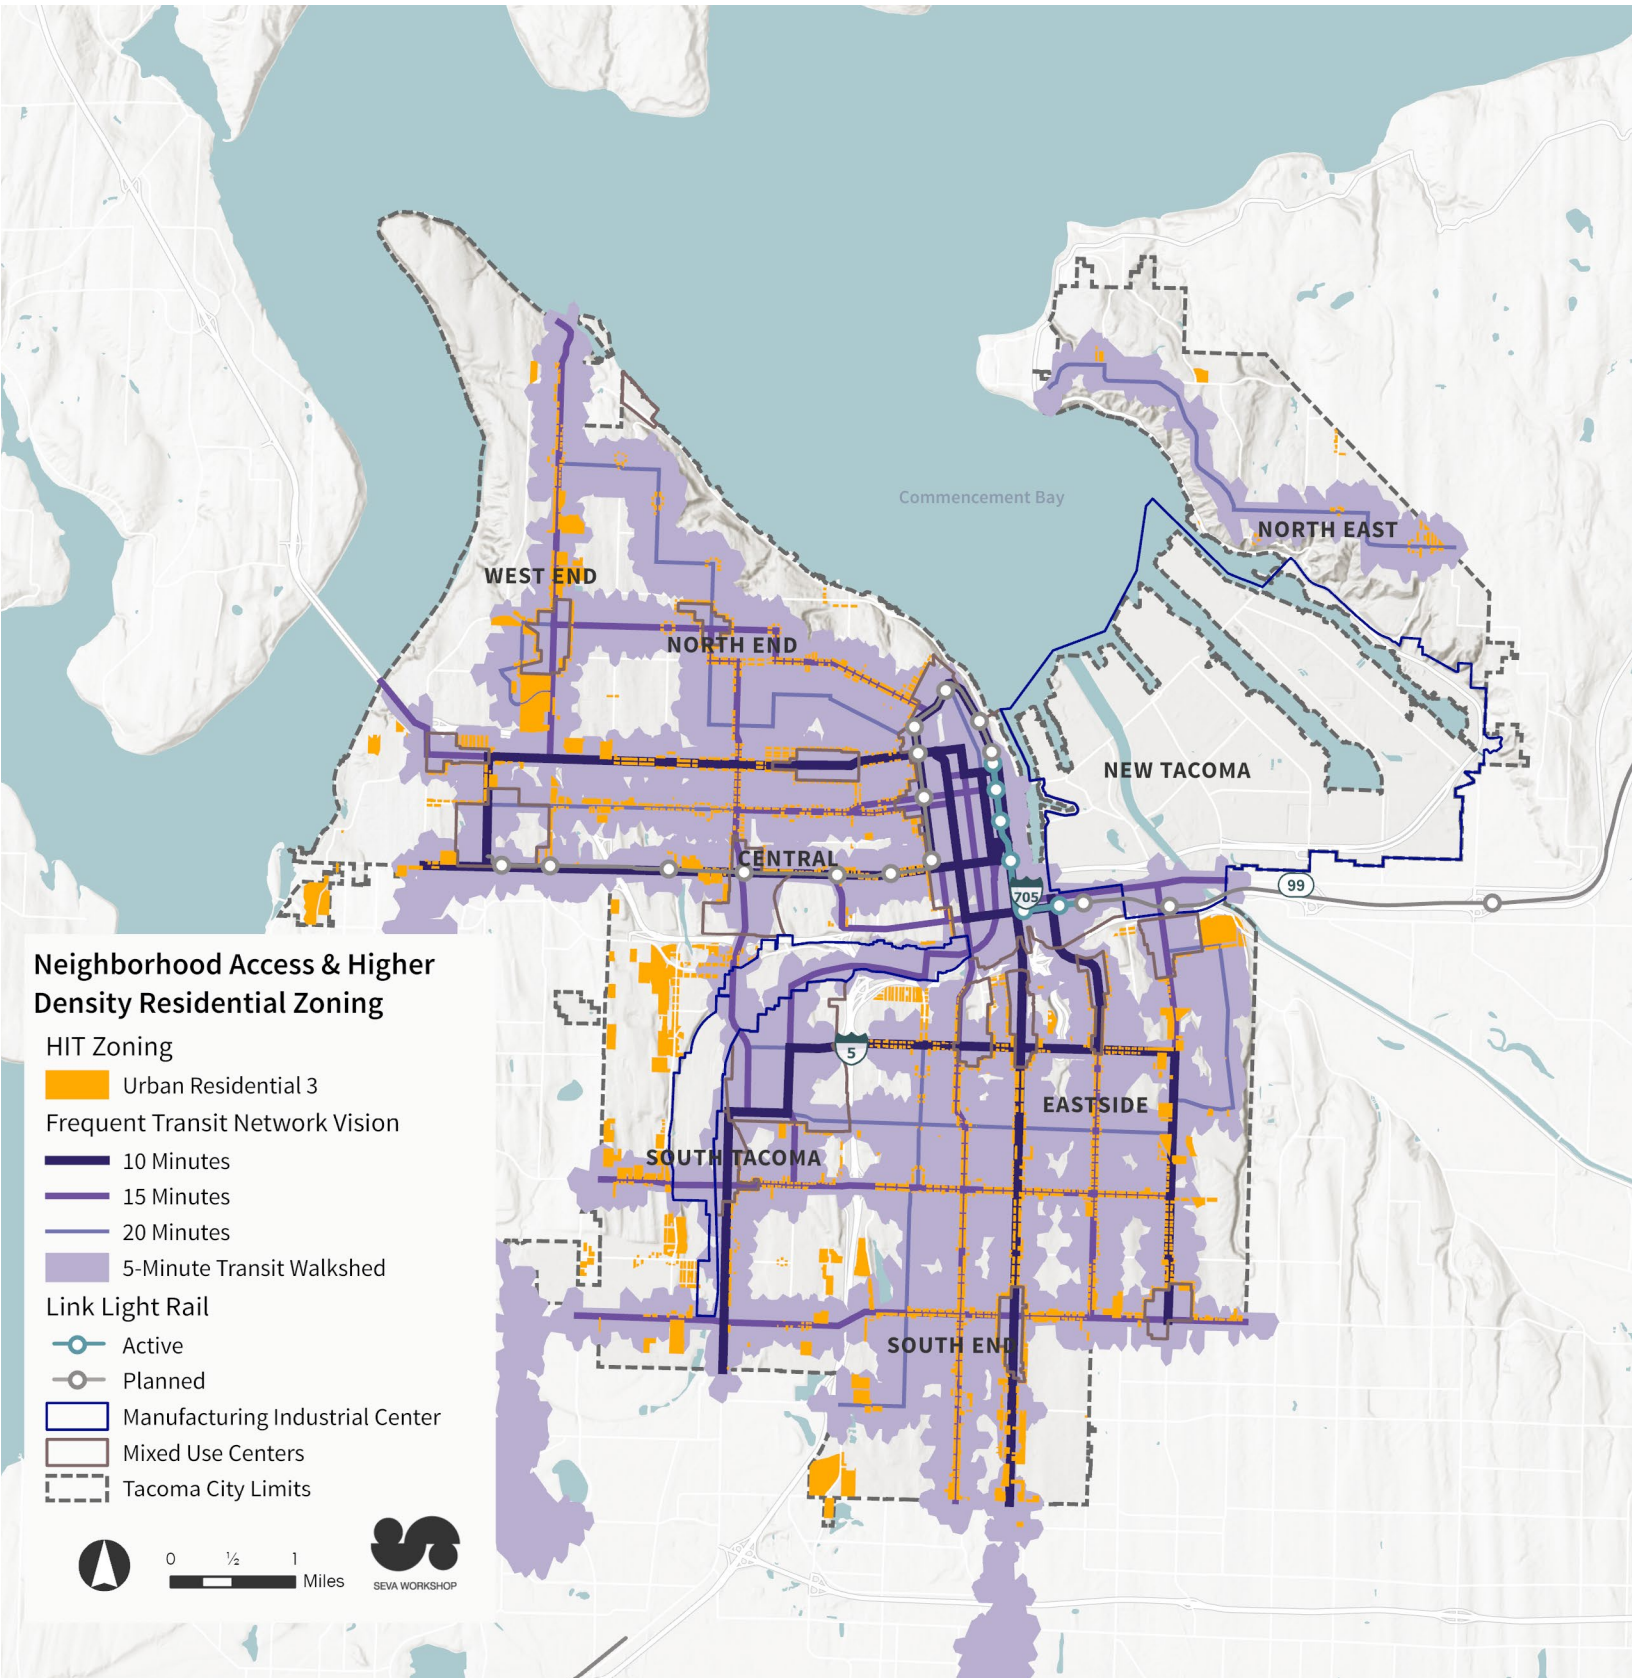 Commencement Bay
NORTH EAST
WEST END
NORTH END
NEW TACOMA
CENTRAL
705
99
5
EASTSIDE
SOUTH TACOMA
SOUTH END
Neighborhood Access & Higher
Density Residential Zoning
HIT Zoning
Urban Residential 3
Frequent Transit Network Vision
10 Minutes
15 Minutes
20 Minutes
5-Minute Transit Walkshed
Link Light Rail
Active
Planned
Manufacturing Industrial Center
Mixed Use Centers
Tacoma City Limits
0 ½ 1
Miles
SEVA WORKSHOP